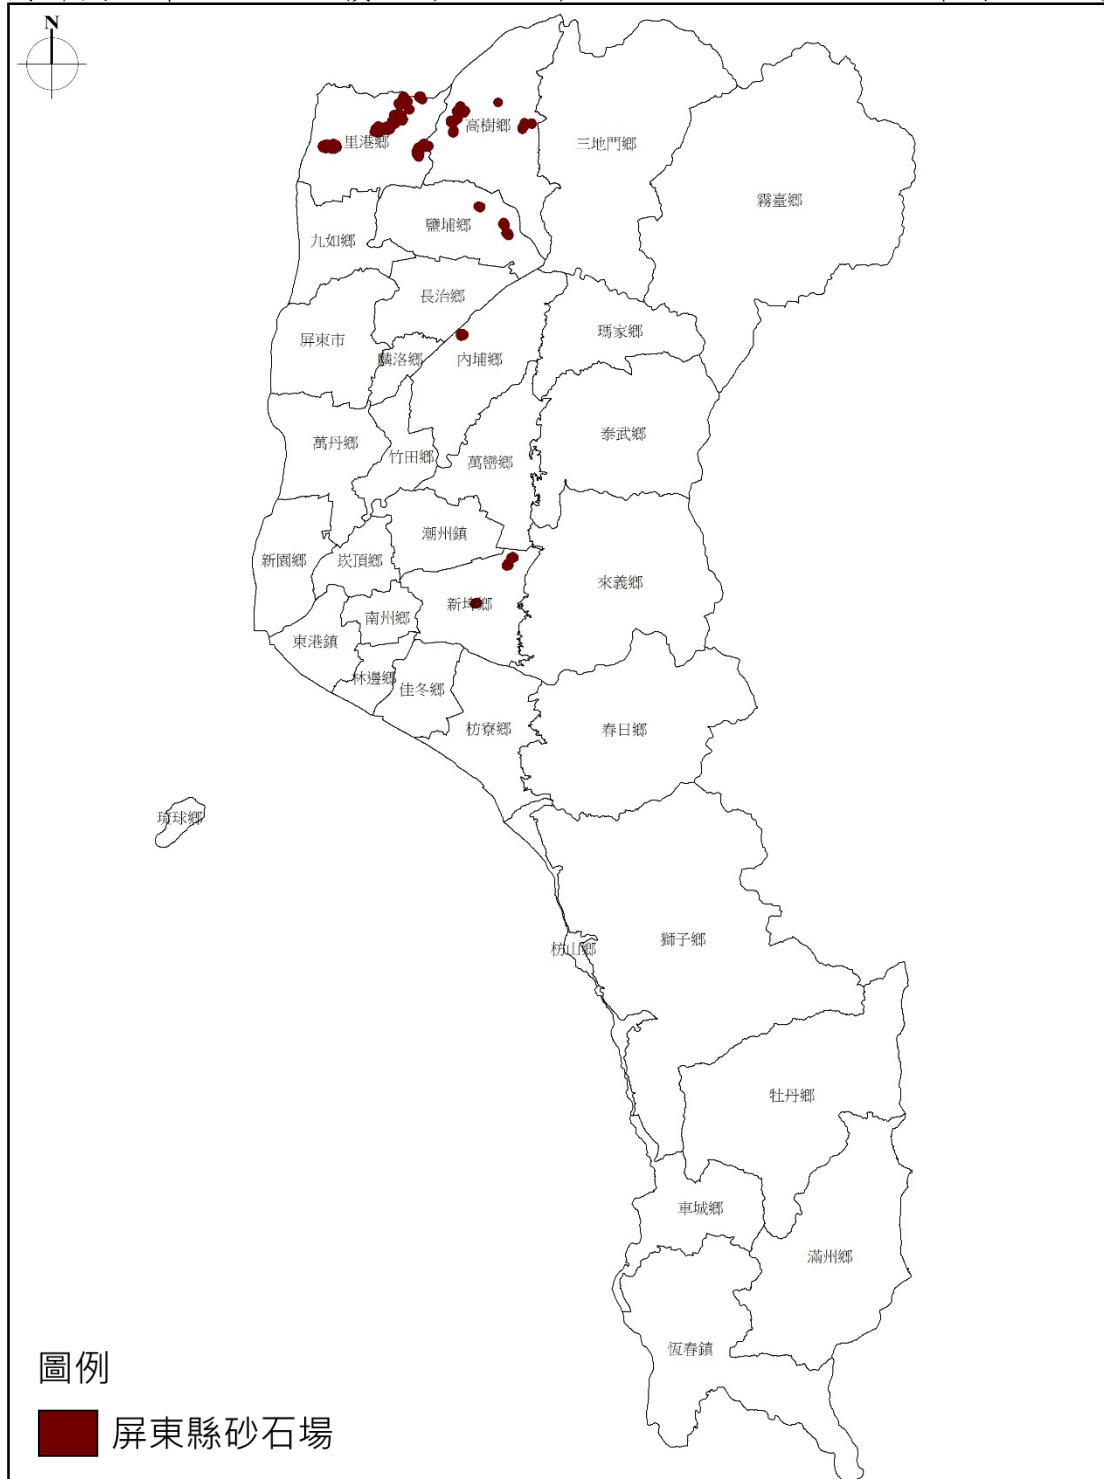 N
高樹鄉
里港鄉
三地門鄉
霧臺鄉
鹽埔鄉
九如鄉
長治鄉
瑪家鄉
屏東市
麟洛鄉
內埔鄉
泰武鄉
萬丹鄉
竹田鄉
萬巒鄉
潮州鎮
新園鄉
崁頂鄉
來義鄉
新埤鄉
南州鄉
東港鎮
林邊鄉
佳冬鄉
枋寮鄉
春日鄉
琉球鄉
獅子鄉
枋山鄉
牡丹鄉
車城鄉
滿州鄉
恆春鎮
圖例
屏東縣砂石場